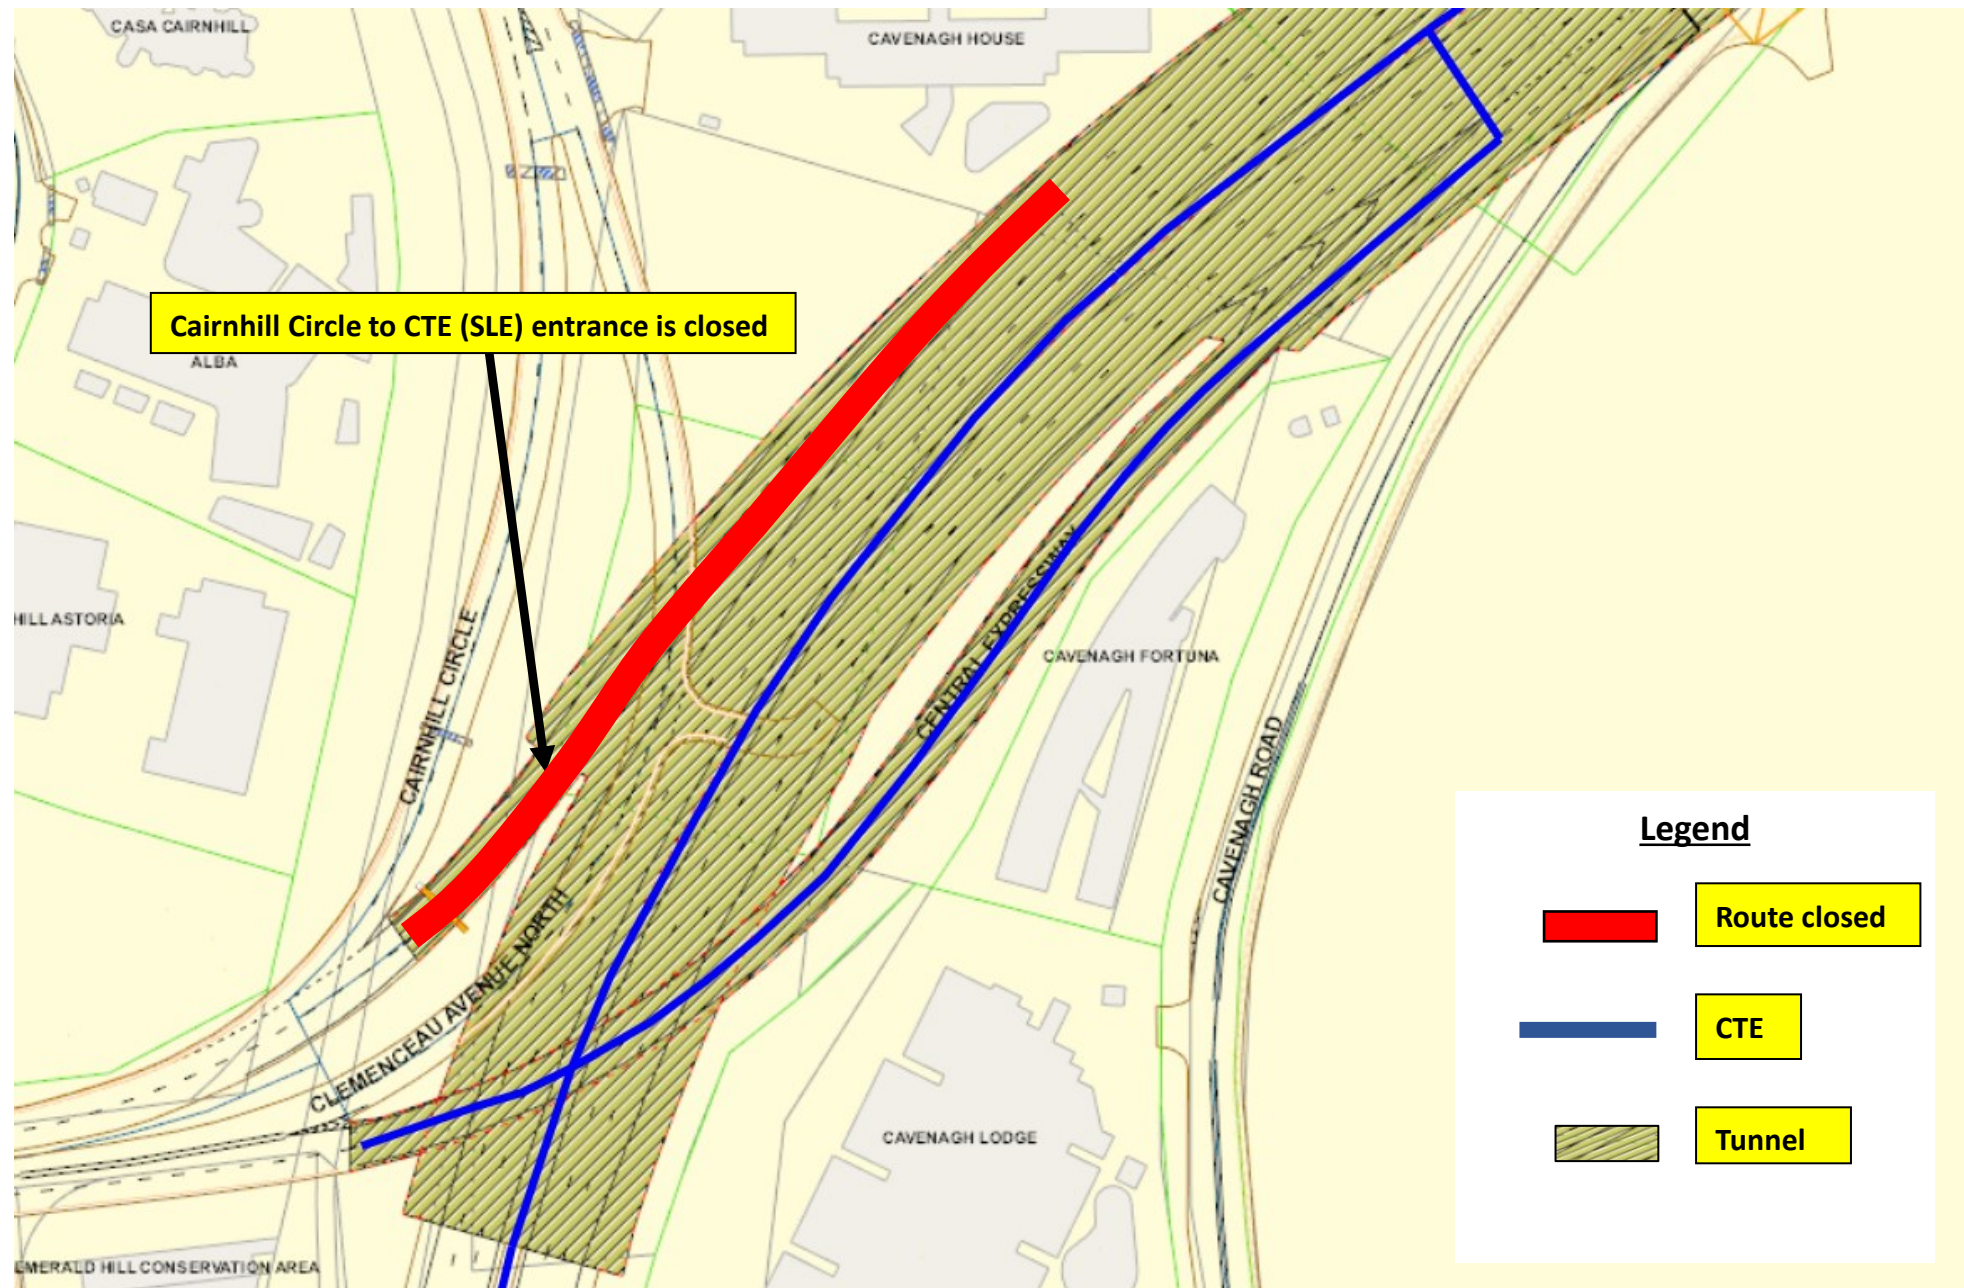 CASA CAIRNHILL
CAVENAGH HOUSE
Cairnhill Circle to CTE (SLE) entrance is closed
ALBA
HILL ASTORIA
CAIRNHILL CIRCLE
CENTRAL EXPRESSWAY
CAVENAGH FORTUNA
CAVENAGH ROAD
CLEMENCEAU AVENUE NORTH
CAVENAGH LODGE
EMERALD HILL CONSERVATION AREA
Legend
Route closed
CTE
Tunnel